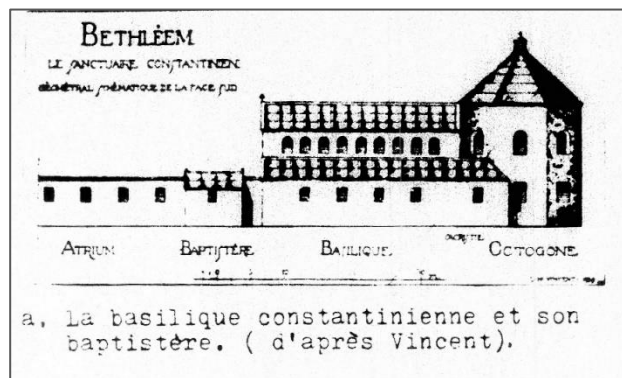 BETHLÉEM
LE SANCTUAIRE CONSTANTINIEN
GÉOMÉTRAL SCHÉMATIQUE DE LA FACE SUD
ATRIUM BAPTISTÈRE BASILIQUE OCTOGONE
a. La basilique constantinienne et son
baptistère. ( d'après Vincent).